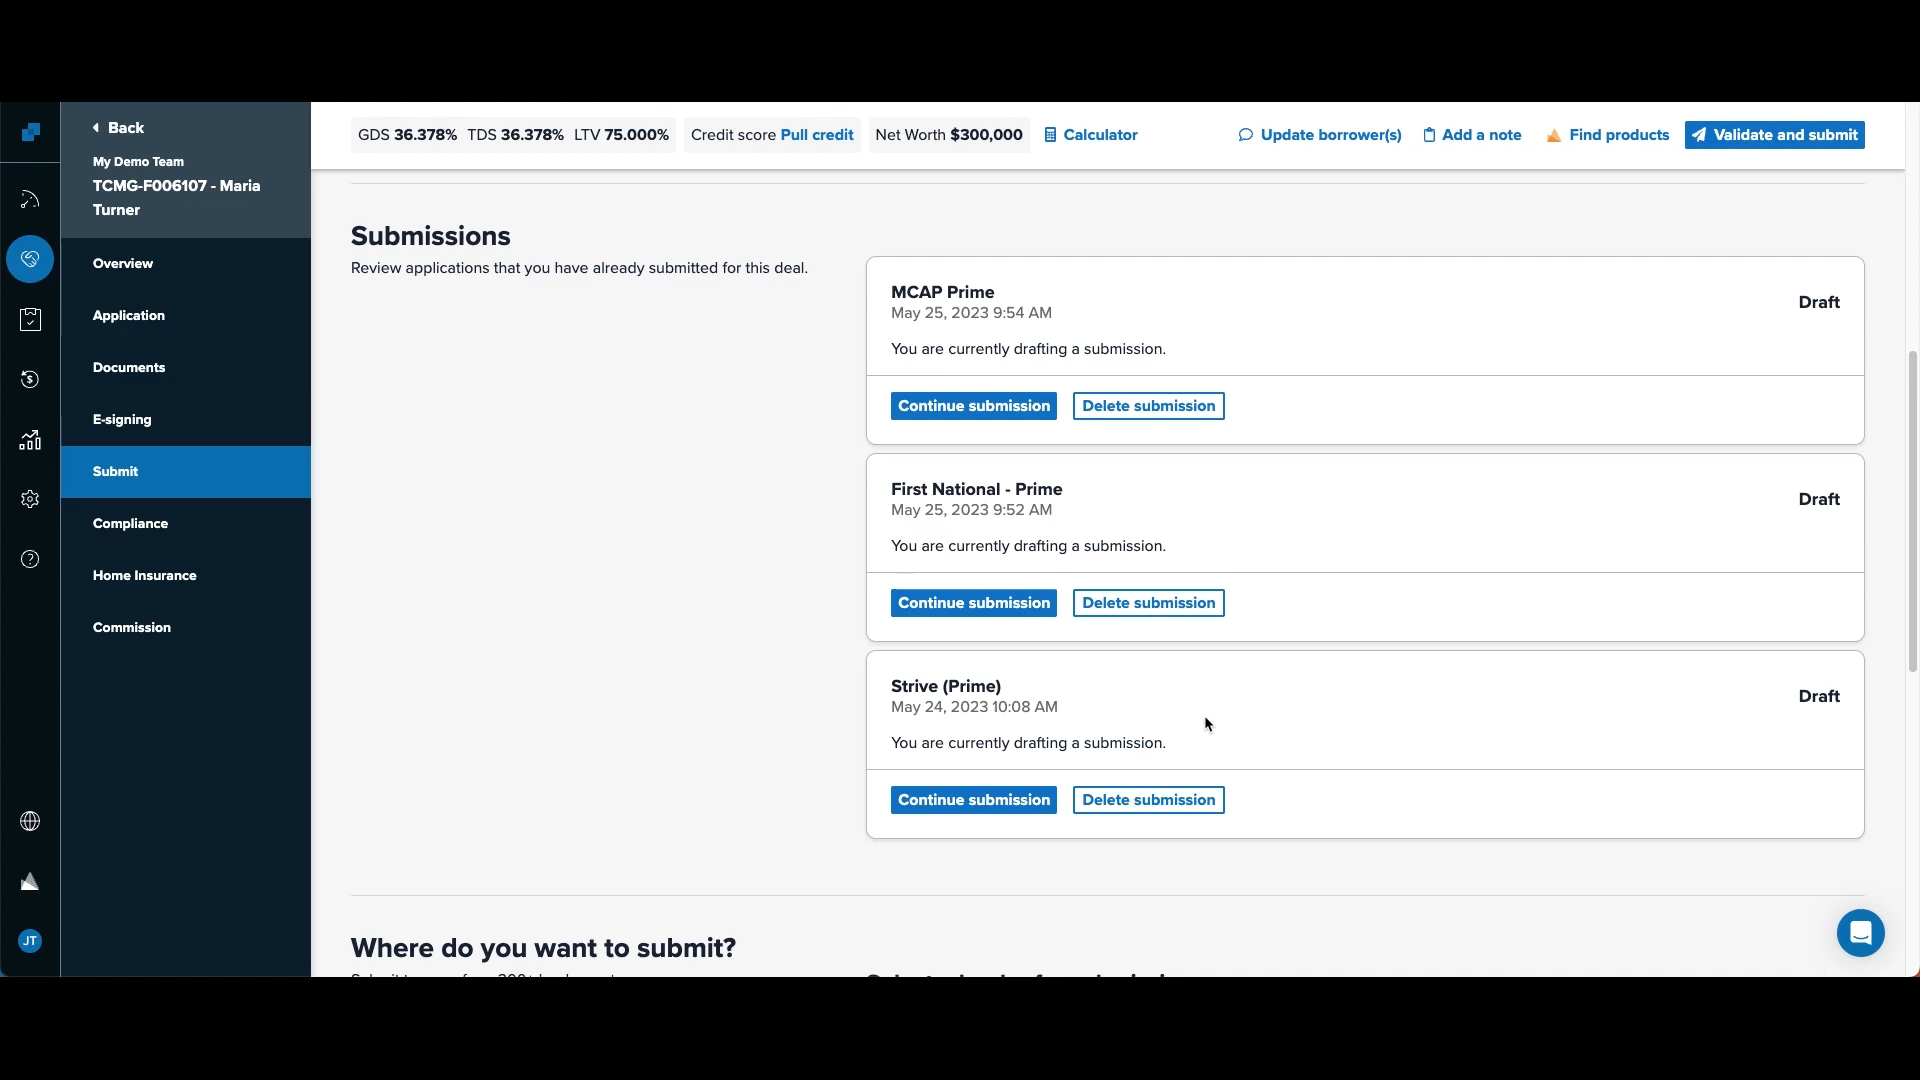 Back
My Demo Team
TCMG-F006107 - Maria
Turner
Overview
Application
Documents
E-signing
Submit
Compliance
Home Insurance
Commission
JT
GDS 36.378% TDS 36.378% LTV 75.000% Credit score Pull credit Net Worth $300,000 Calculator Update borrower(s) Add a note Find products Validate and submit
Submissions
Review applications that you have already submitted for this deal.
MCAP Prime
May 25, 2023 9:54 AM
Draft
You are currently drafting a submission.
Continue submission Delete submission
First National - Prime
May 25, 2023 9:52 AM
Draft
You are currently drafting a submission.
Continue submission Delete submission
Strive (Prime)
May 24, 2023 10:08 AM
Draft
You are currently drafting a submission.
Continue submission Delete submission
Where do you want to submit?